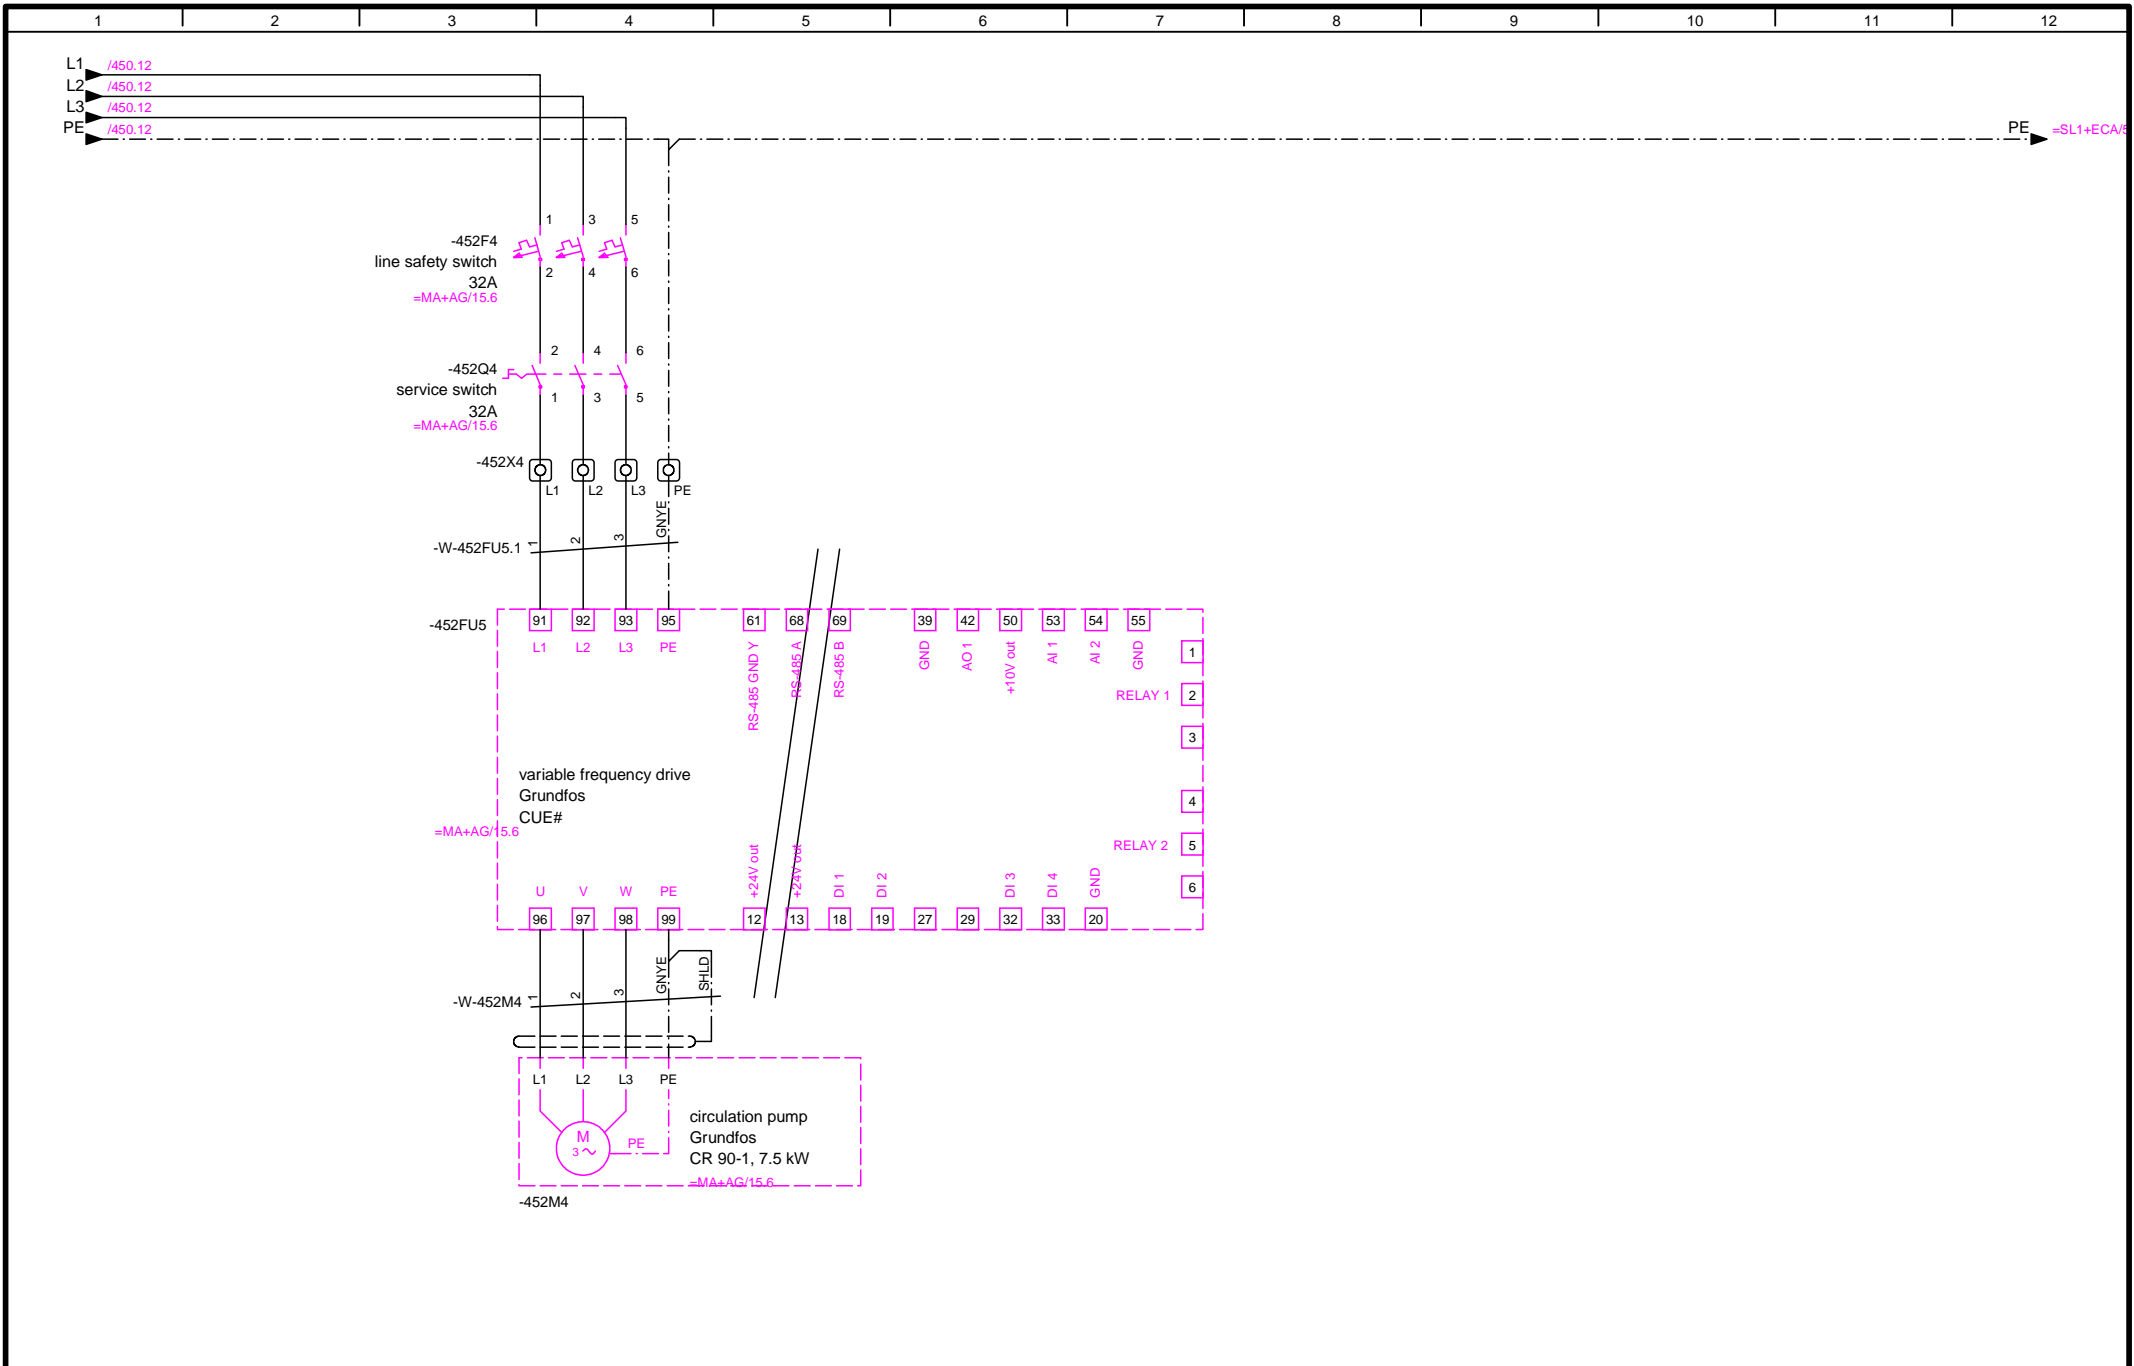 1 2 3 4 5 6 7 8 9 10 11 12
L1 /450.12
L2 /450.12
L3 /450.12
PE /450.12
PE =SL1+ECA/5
1 3 5
-452F4
line safety switch
32A
=MA+AG/15.6
2 4 6
2 4 6
-452Q4
service switch
32A
=MA+AG/15.6
1 3 5
-452X4
L1 L2 L3 PE
-W-452FU5.1 1 2 3 GNYE
-452FU5
91 92 93 95 61 68 69 39 42 50 53 54 55
L1 L2 L3 PE RS-485 GND Y RS-485 A RS-485 B GND AO 1 +10V out AI 1 AI 2 GND
1
RELAY 1 2
3
variable frequency drive
Grundfos
CUE#
=MA+AG/15.6
4
RELAY 2 5
6
U V W PE +24V out +24V out DI 1 DI 2 DI 3 DI 4 GND
96 97 98 99 12 13 18 19 27 29 32 33 20
-W-452M4 1 2 3 GNYE SHLD
L1 L2 L3 PE
M
3
PE
circulation pump
Grundfos
CR 90-1, 7.5 kW
=MA+AG/15.6
-452M4